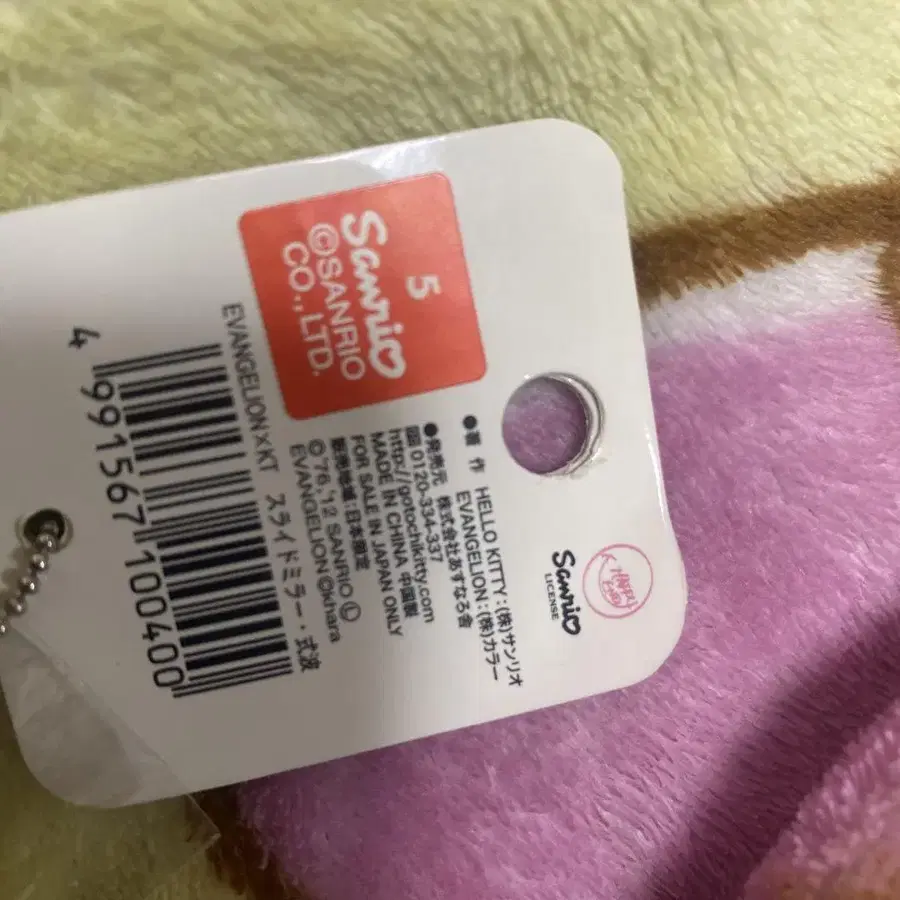 Sanrio
LICENSE
●著 作 HELLO KITTY:(株)サンリオ
EVANGELION:(株)カラー
●発売元 株式会社あすなろ舎
0120-334-337
http://gotochikitty.com
MADE IN CHINA 中国製
FOR SALE IN JAPAN ONLY
販売地域:日本限定
©'76,'12 SANRIO Ⓛ
EVANGELION ©khara
5
Sanrio
©SANRIO
CO., LTD.
EVANGELION×KT スライドミラー・式波
4 991567 100400